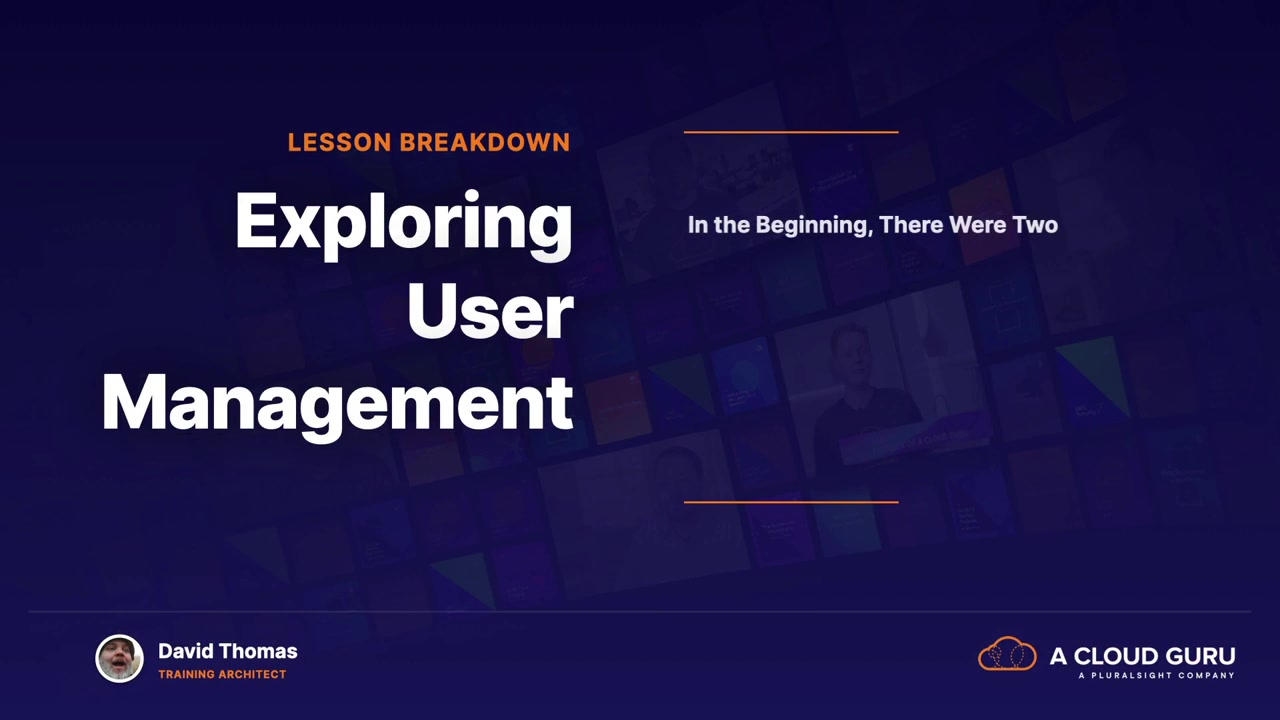 LESSON BREAKDOWN
Exploring
User
Management
In the Beginning, There Were Two
David Thomas
TRAINING ARCHITECT
A CLOUD GURU
A PLURALSIGHT COMPANY